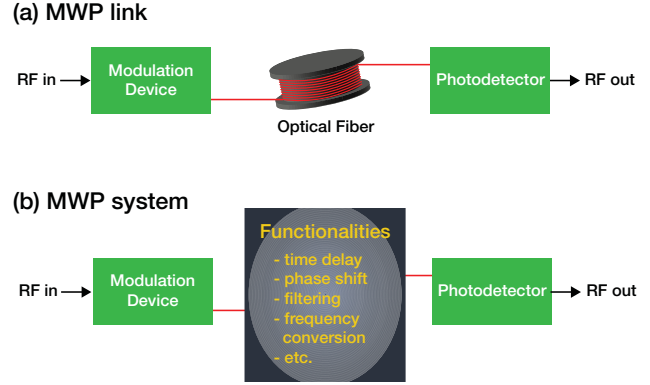 (a) MWP link
RF in
Modulation
Device
Optical Fiber
Photodetector
RF out
(b) MWP system
RF in
Modulation
Device
Functionalities
- time delay
- phase shift
- filtering
- frequency
conversion
- etc.
Photodetector
RF out